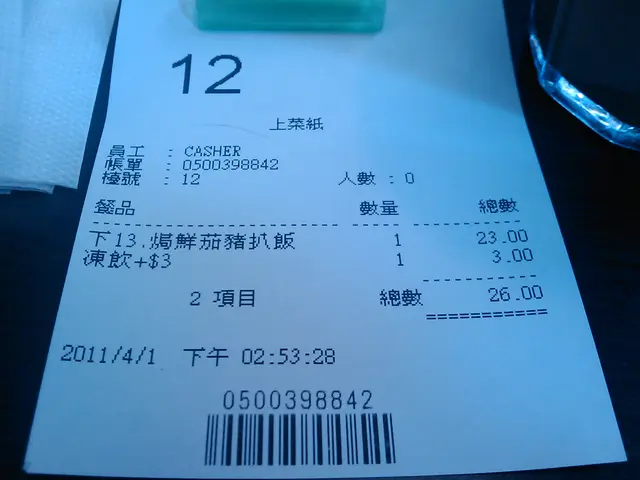 12
上菜紙
員工 : CASHER
帳單 : 0500398842
檯號 : 12 人數 : 0
餐品 數量 總數
下13.焗鮮茄豬扒飯 1 23.00
凍飲+$3 1 3.00
2 項目 總數 26.00
2011/4/1 下午 02:53:28
0500398842